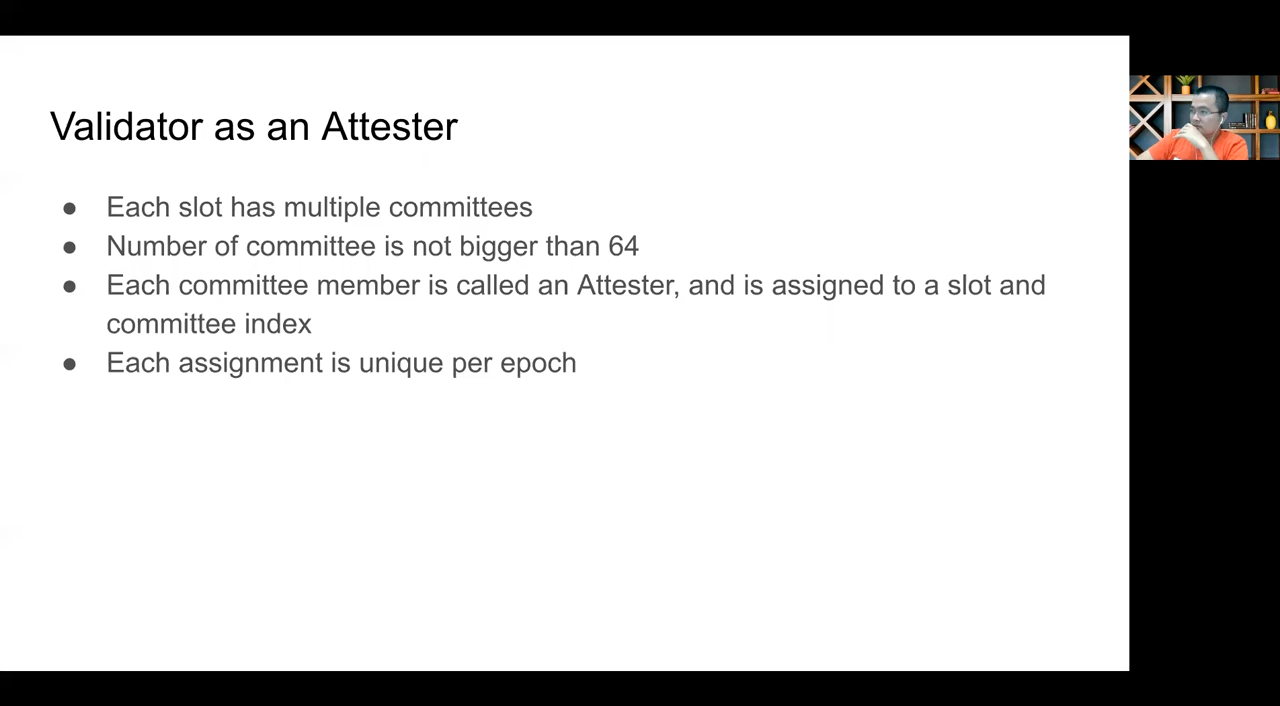 Validator as an Attester
● Each slot has multiple committees
● Number of committee is not bigger than 64
● Each committee member is called an Attester, and is assigned to a slot and
committee index
● Each assignment is unique per epoch